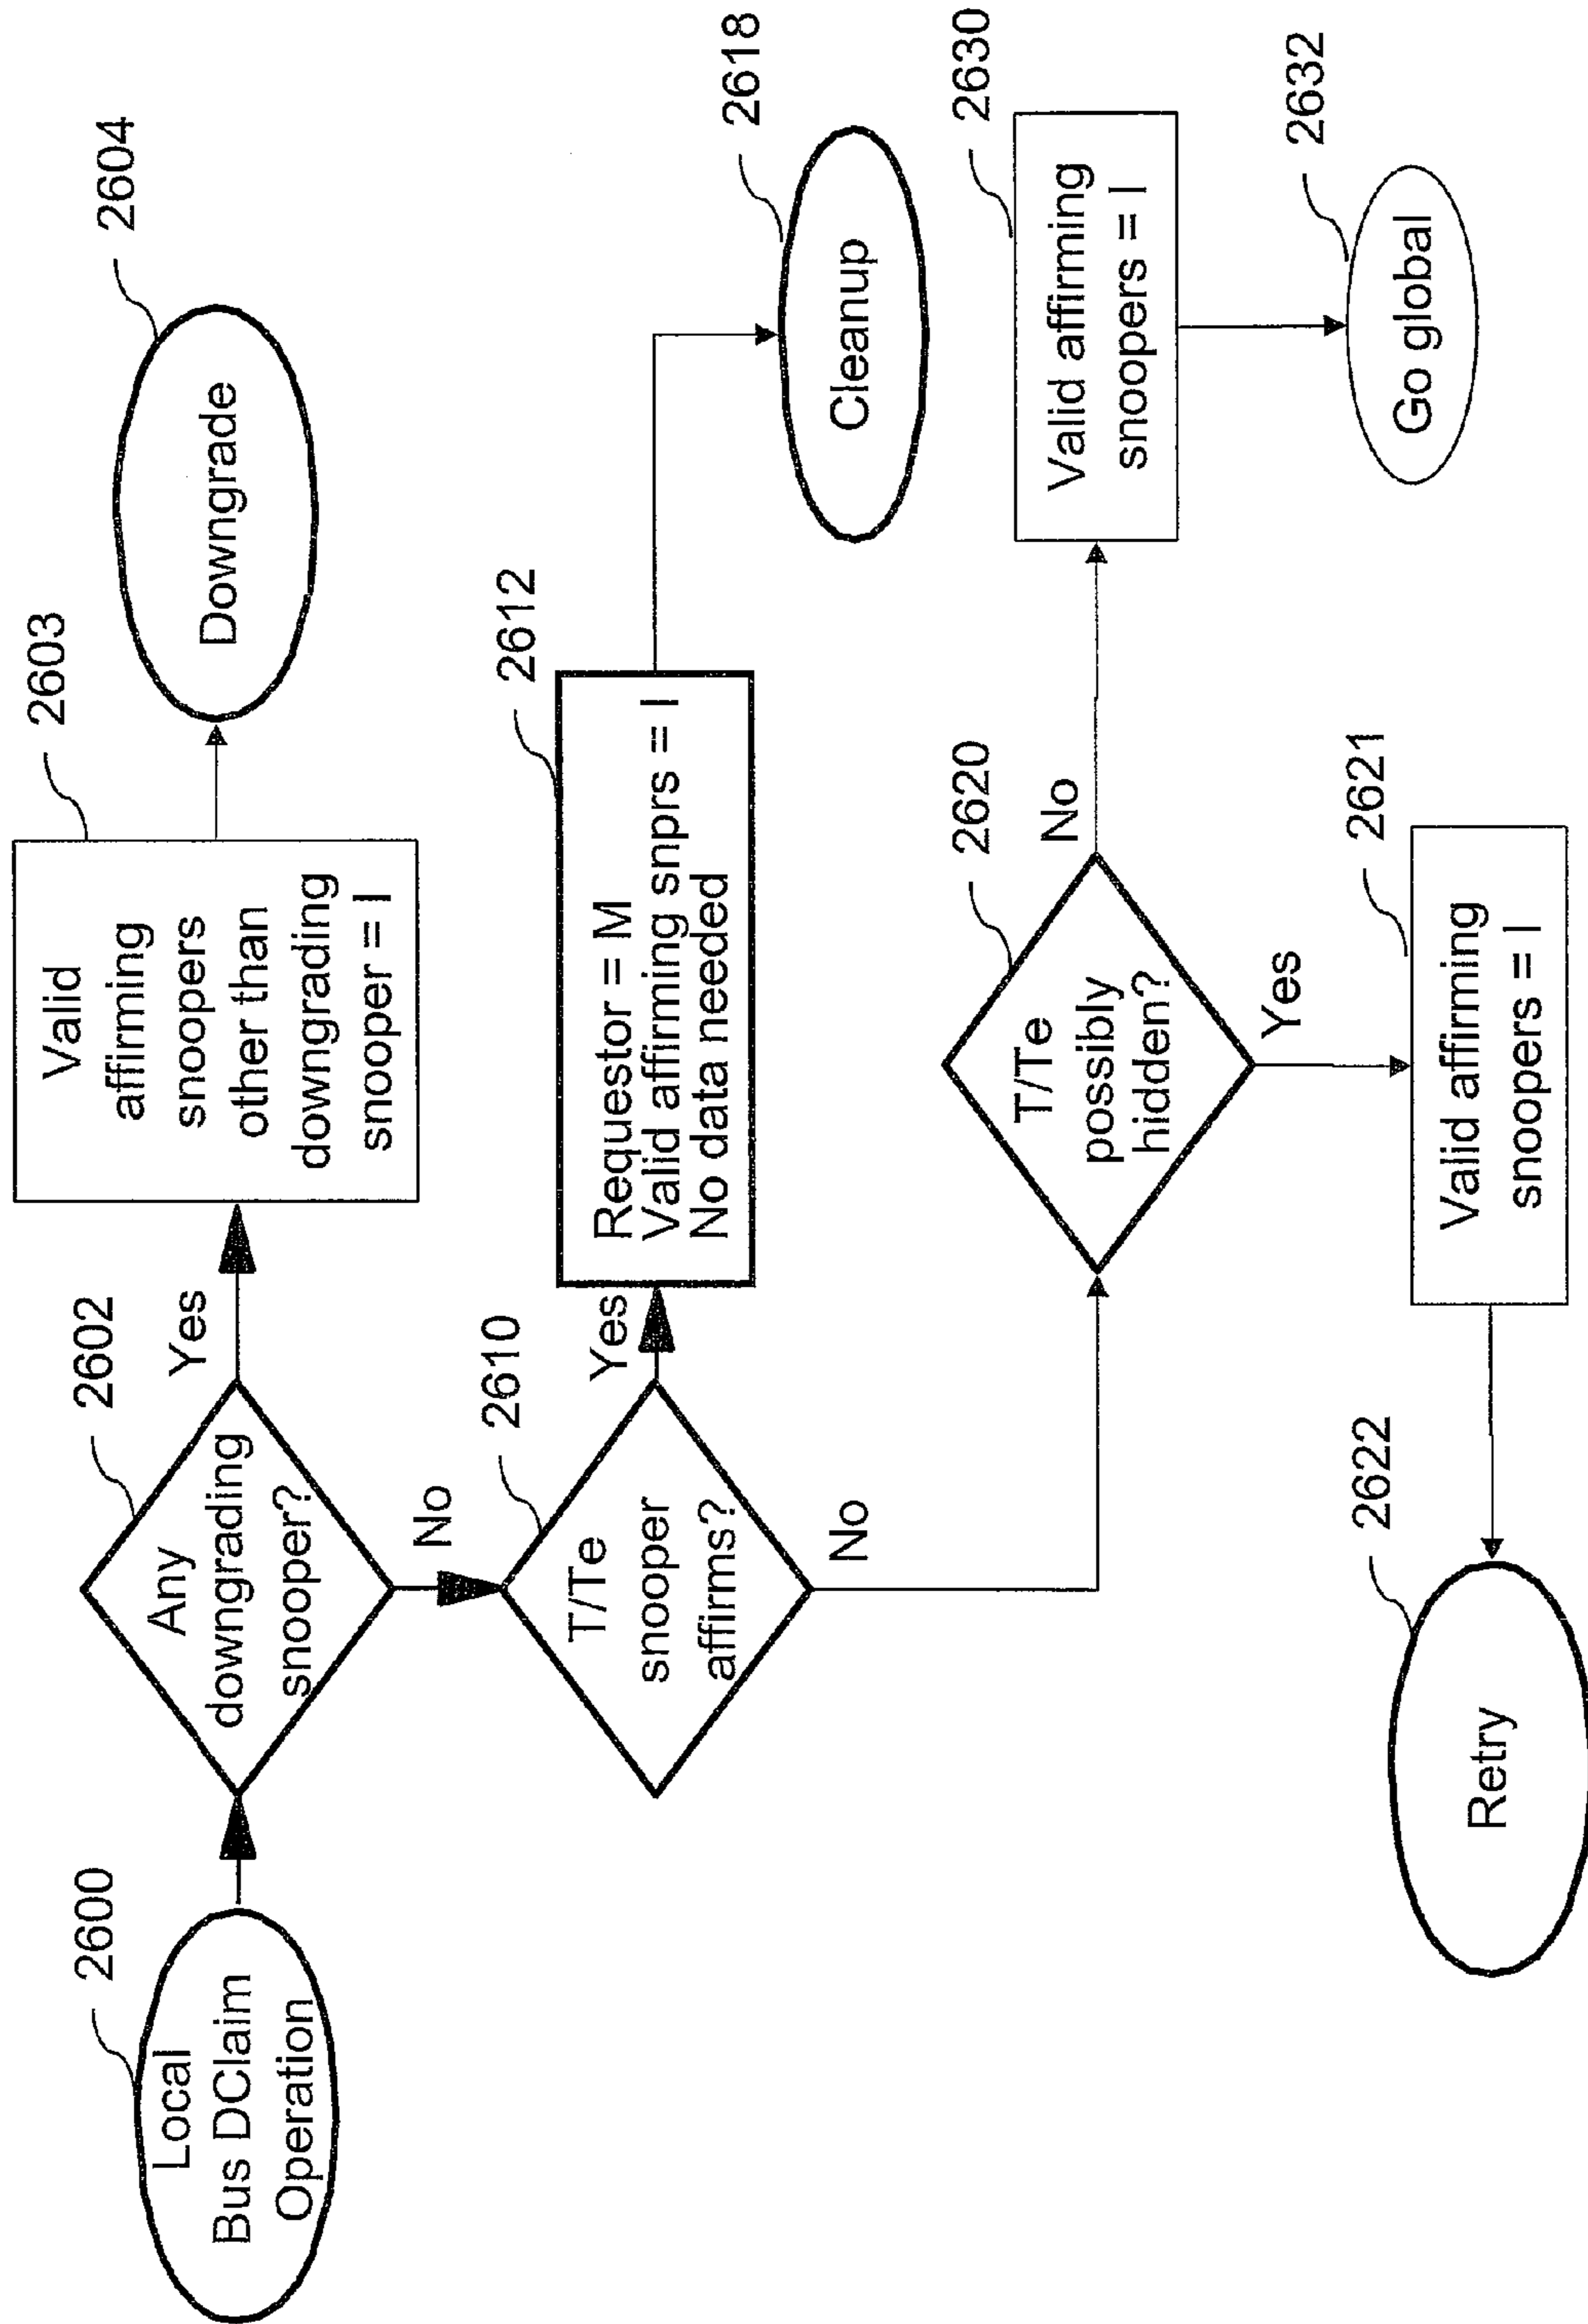 2600
Local
Bus DClaim
Operation
2602
Any
downgrading
snooper?
Yes
No
2603
Valid
affirming
snoopers
other than
downgrading
snooper = I
2604
Downgrade
2610
T/Te
snooper
affirms?
Yes
No
2612
Requestor = M
Valid affirming snprs = I
No data needed
2618
Cleanup
2620
T/Te
possibly
hidden?
No
Yes
2630
Valid affirming
snoopers = I
2632
Go global
2621
Valid affirming
snoopers = I
2622
Retry